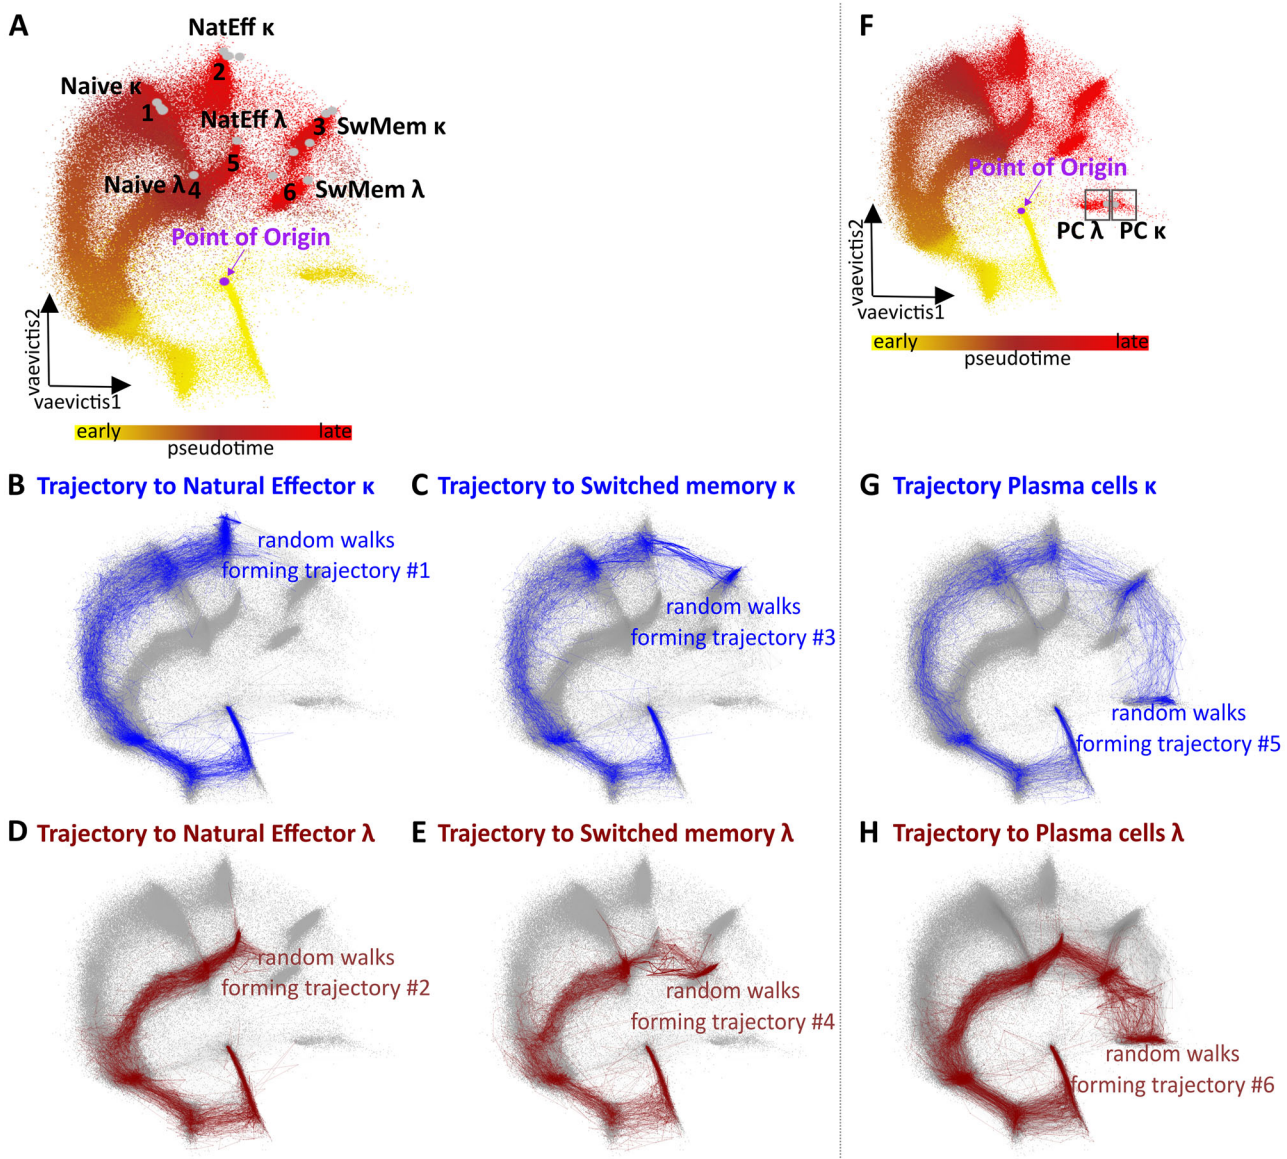 A
NatEff κ
2
Naive κ
1
NatEff λ
3 SwMem κ
5
Naive λ 4
6 SwMem λ
Point of Origin
vaevictis2
vaevictis1
early late
pseudotime
F
Point of Origin
PC λ PC κ
vaevictis2
vaevictis1
early late
pseudotime
B Trajectory to Natural Effector κ
random walks
forming trajectory #1
C Trajectory to Switched memory κ
random walks
forming trajectory #3
G Trajectory Plasma cells κ
random walks
forming trajectory #5
D Trajectory to Natural Effector λ
random walks
forming trajectory #2
E Trajectory to Switched memory λ
random walks
forming trajectory #4
H Trajectory to Plasma cells λ
random walks
forming trajectory #6